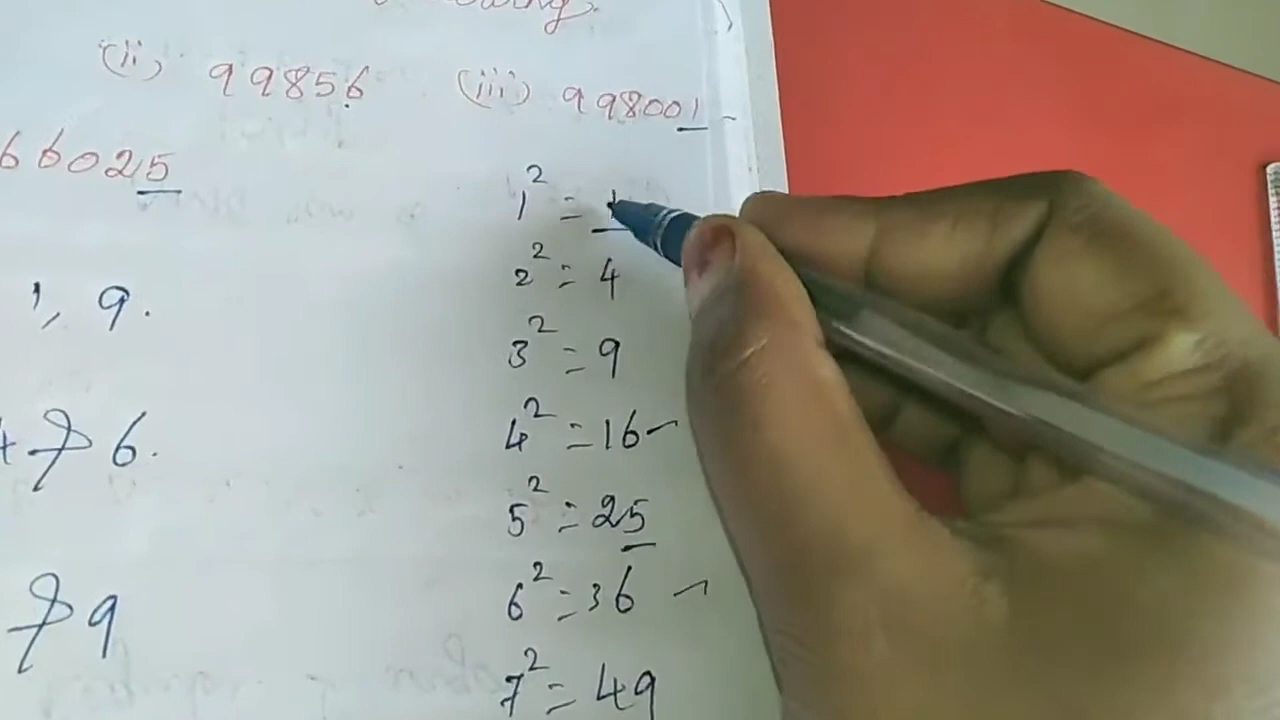 (ii) 99856 (iii) 998001
66025
1² = 1
2² = 4
1, 9.
3² = 9
6.
4² = 16
5² = 25
6² = 36
9
7² = 49